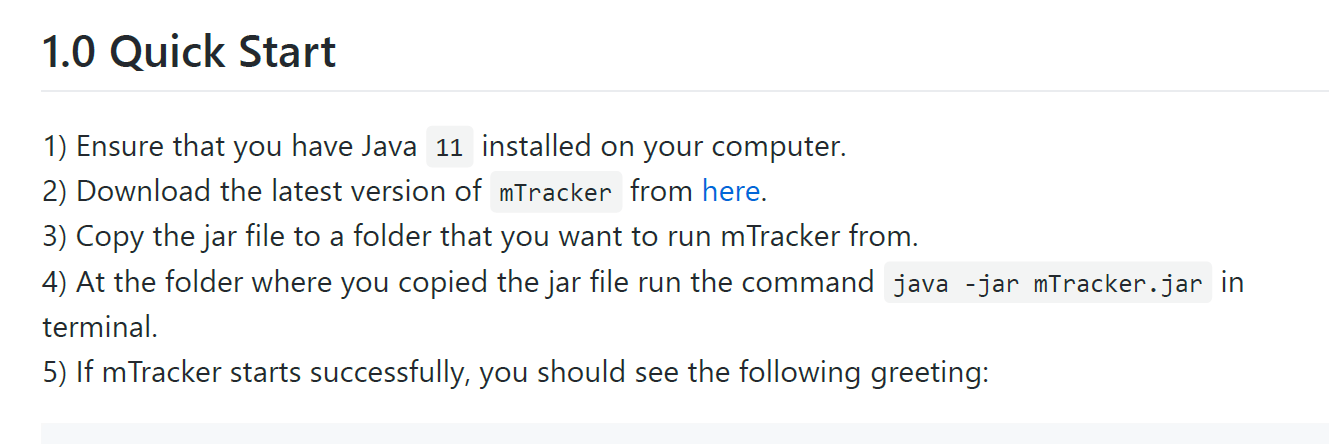 1.0 Quick Start
1) Ensure that you have Java 11 installed on your computer.
2) Download the latest version of mTracker from here.
3) Copy the jar file to a folder that you want to run mTracker from.
4) At the folder where you copied the jar file run the command java -jar mTracker.jar in
terminal.
5) If mTracker starts successfully, you should see the following greeting: